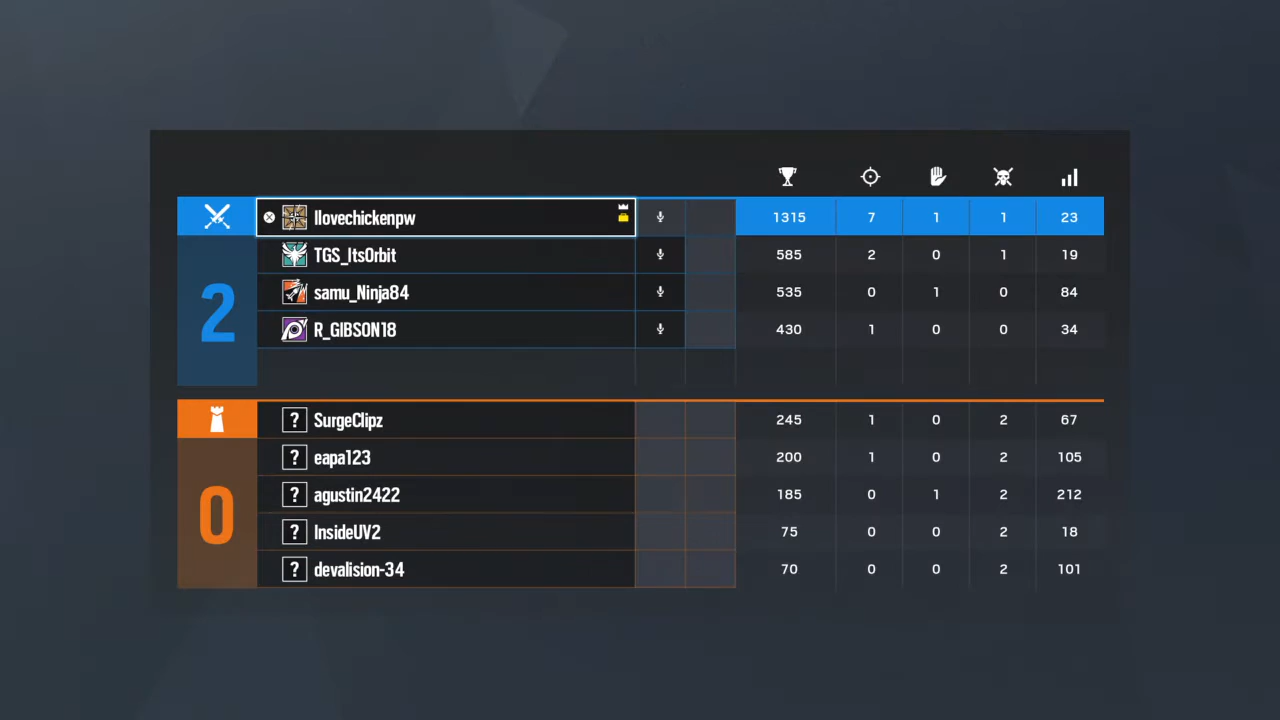 Ilovechickenpw 1315 7 1 1 23
TGS_ItsOrbit 585 2 0 1 19
samu_Ninja84 535 0 1 0 84
R_GIBSON18 430 1 0 0 34
2
? SurgeClipz 245 1 0 2 67
? eapa123 200 1 0 2 105
? agustin2422 185 0 1 2 212
? InsideUV2 75 0 0 2 18
? devalision-34 70 0 0 2 101
0